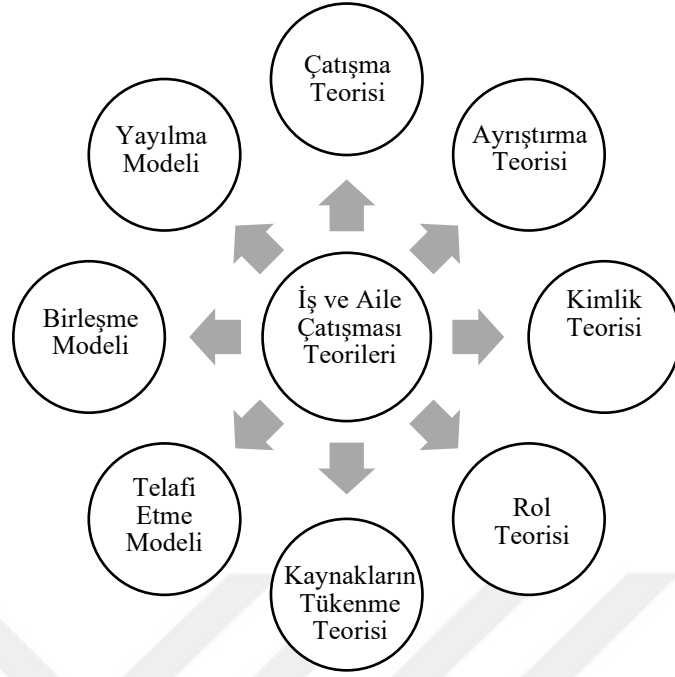 Çatışma
Teorisi
Yayılma
Modeli
Ayrıştırma
Teorisi
İş ve Aile
Çatışması
Teorileri
Birleşme
Modeli
Kimlik
Teorisi
Telafi
Etme
Modeli
Rol
Teorisi
Kaynakların
Tükenme
Teorisi